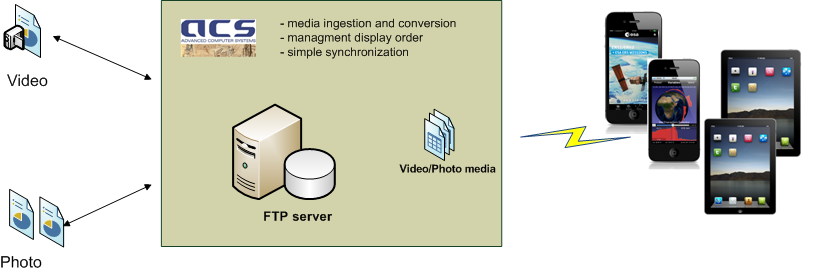 acs
ADVANCED COMPUTER SYSTEMS
- media ingestion and conversion
- managment display order
- simple synchronization
Video
Video/Photo media
FTP server
Photo
esa